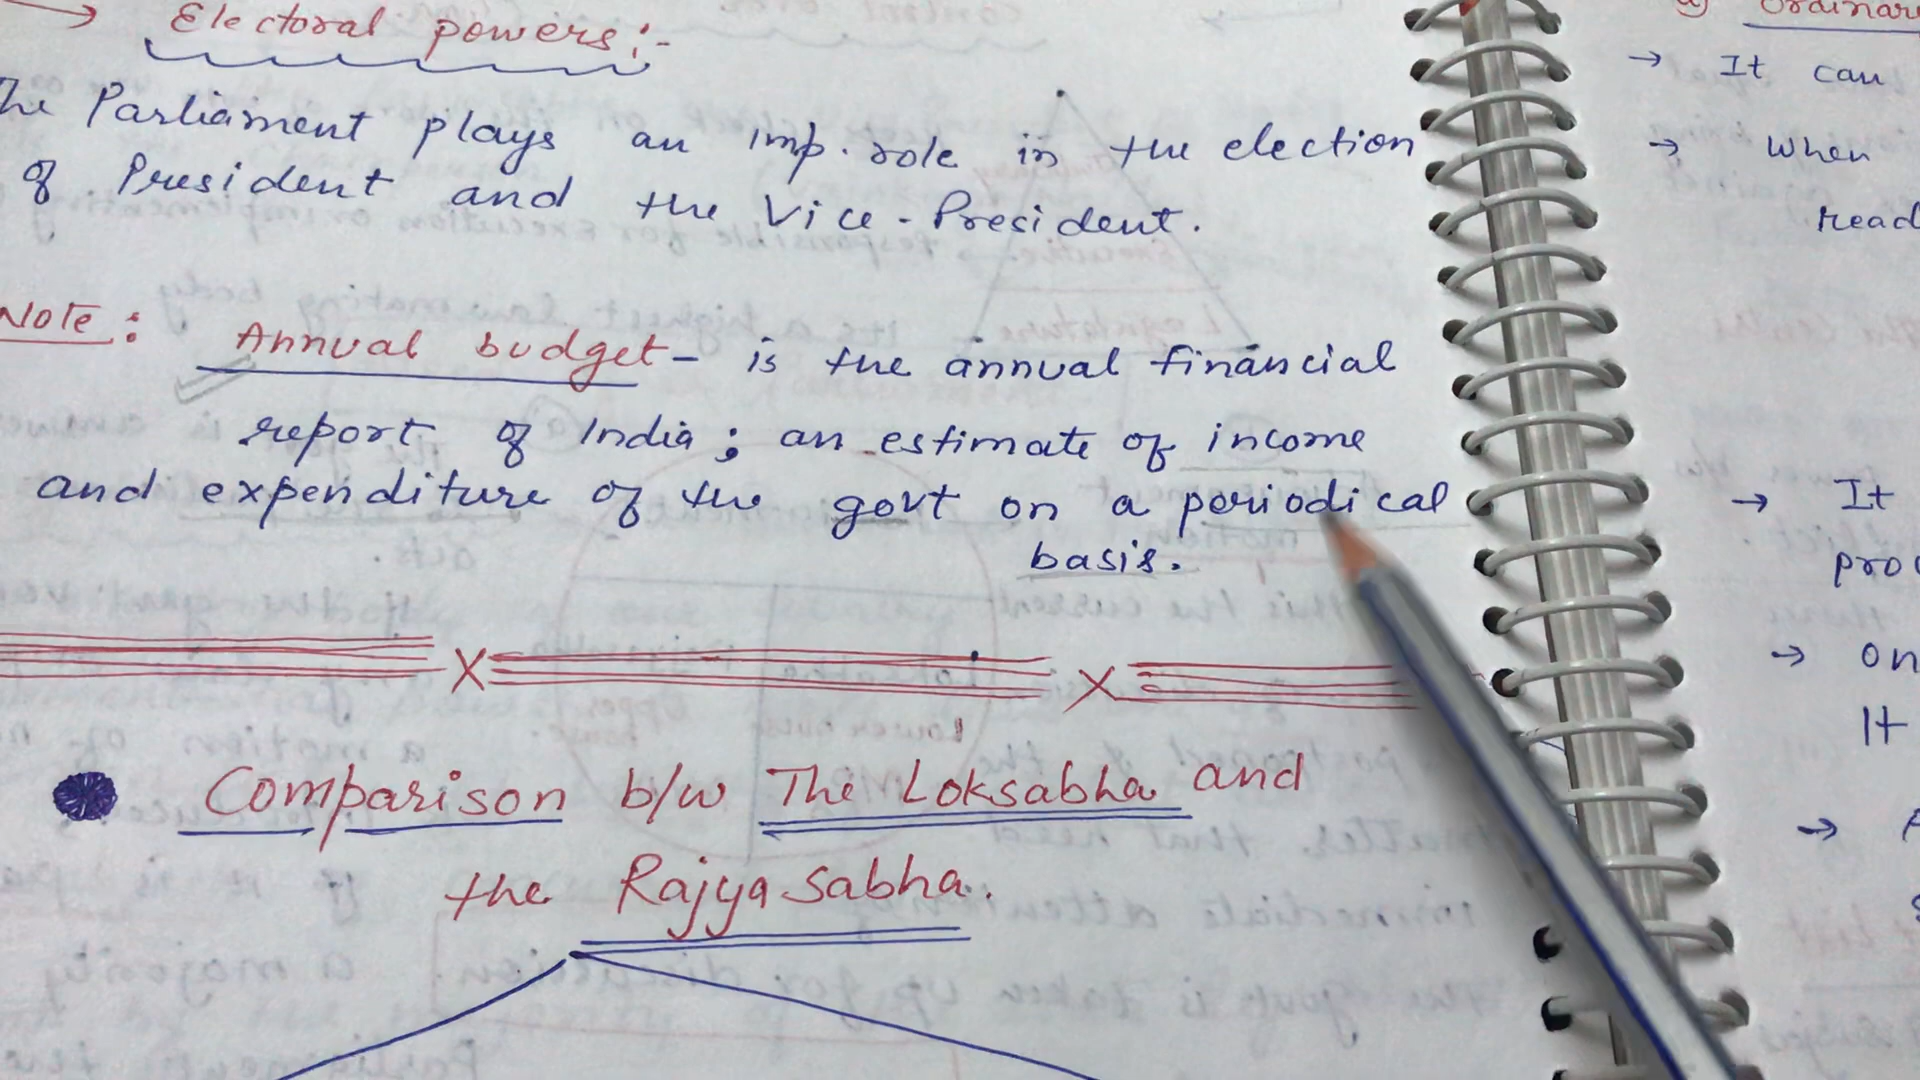 → Electoral powers:-
The Parliament plays an imp. role in the election
of President and the Vice-President.
Note: Annual budget - is the annual financial
report of India; an estimate of income
and expenditure of the govt on a periodical
basis.
X X
Comparison b/w The Loksabha and
the Rajya sabha.
→ It can
→ When
read
→ It
→ on
It
→